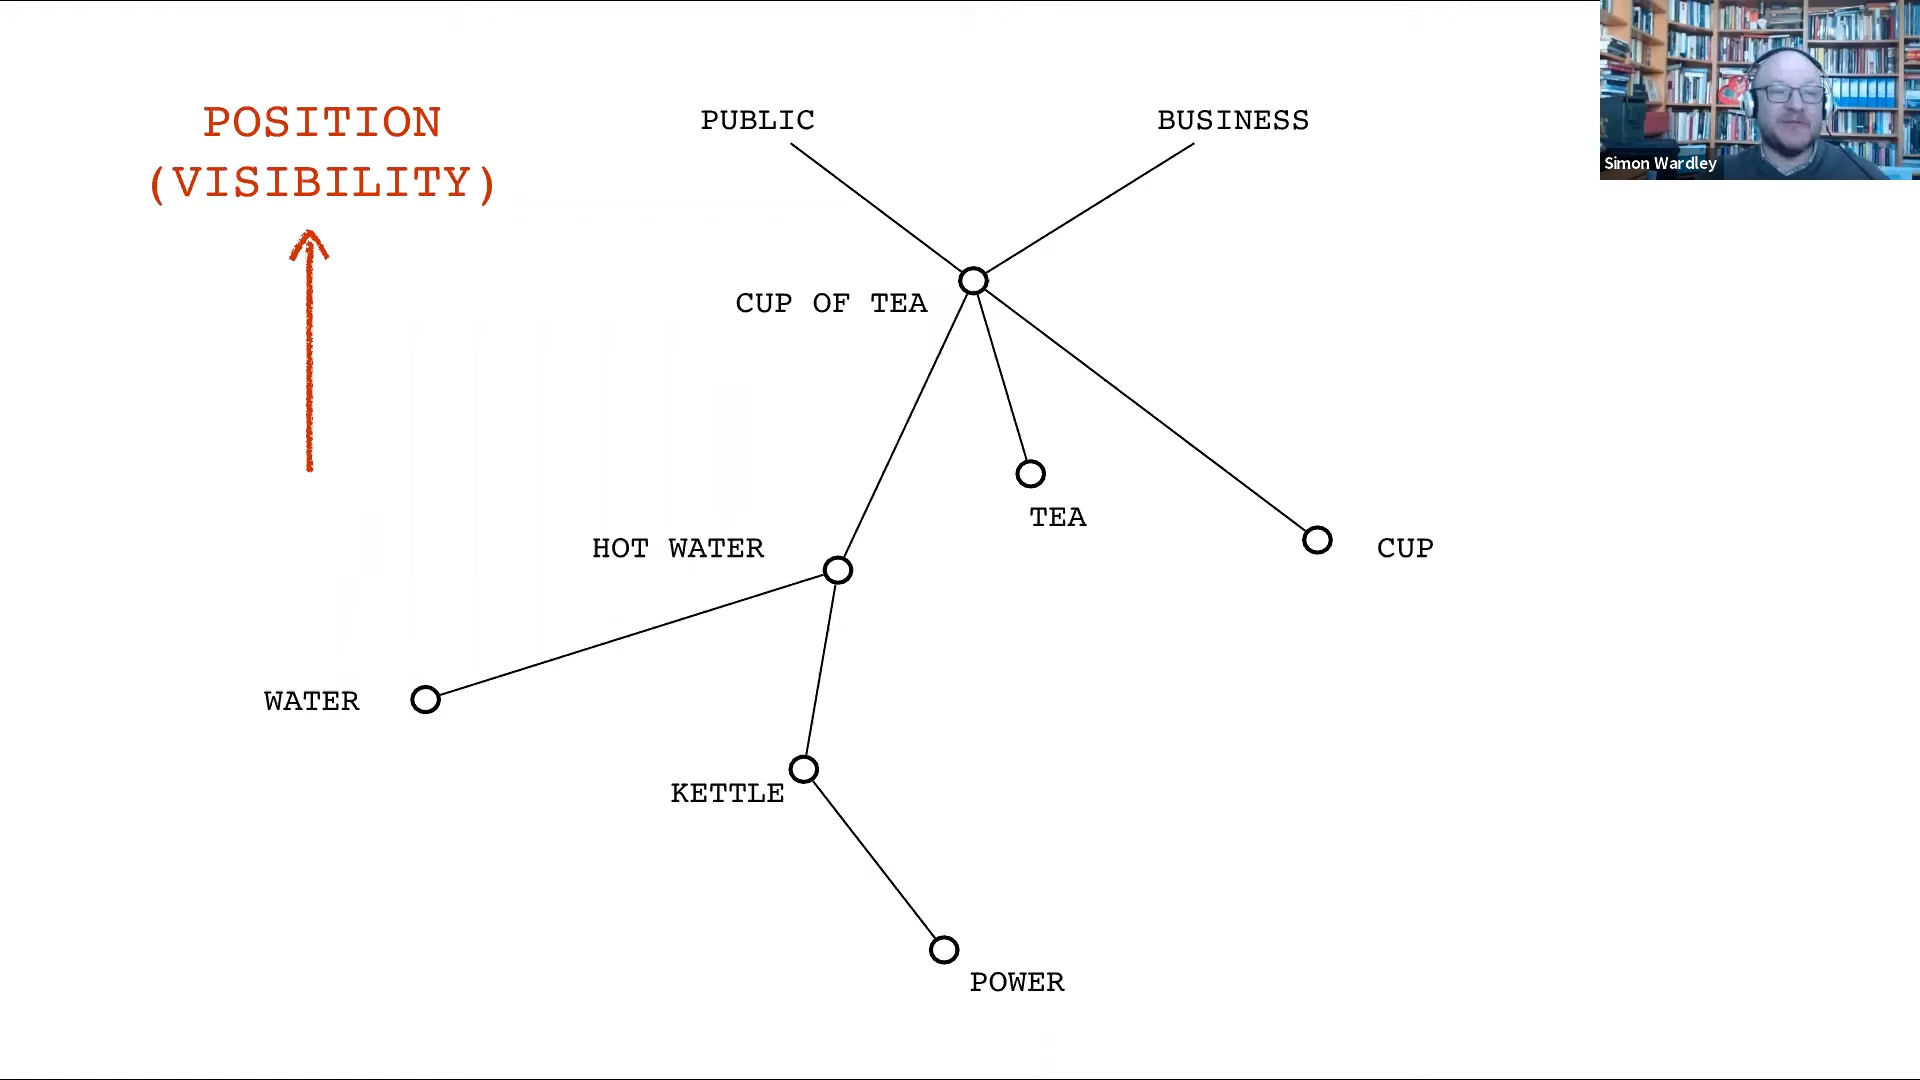 POSITION
(VISIBILITY)
PUBLIC
BUSINESS
Simon Wardley
CUP OF TEA
TEA
HOT WATER
CUP
WATER
KETTLE
POWER